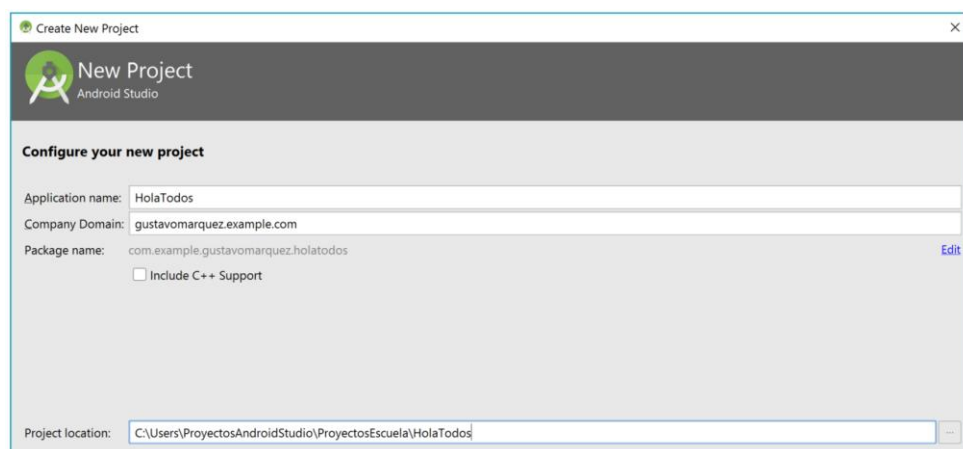 Create New Project
New Project
Android Studio
Configure your new project
Application name: HolaTodos
Company Domain: gustavomarquez.example.com
Package name: com.example.gustavomarquez.holatodos Edit
Include C++ Support
Project location: C:\Users\ProyectosAndroidStudio\ProyectosEscuela\HolaTodos ...